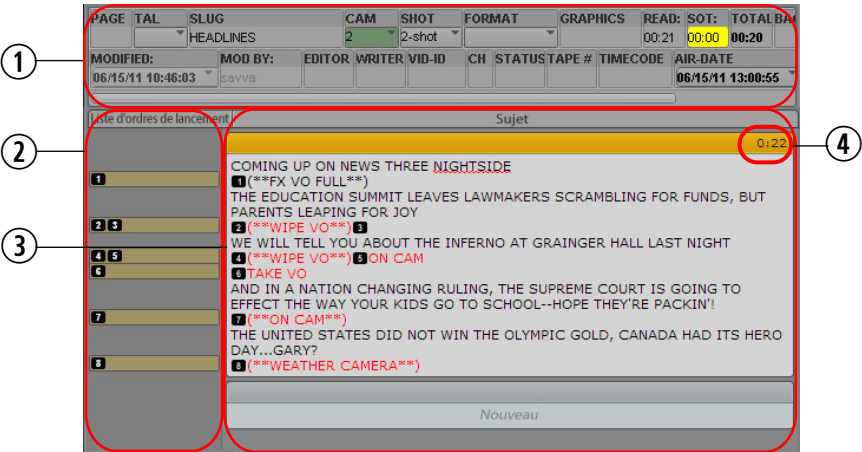 PAGE TAL SLUG CAM SHOT FORMAT GRAPHICS READ: SOT: TOTAL BA
HEADLINES 2 2-shot 00:21 00:00 00:20
1
MODIFIED: MOD BY: EDITOR WRITER VID-ID CH STATUS TAPE # TIMECODE AIR-DATE
06/15/11 10:46:03 savva 06/15/11 13:00:55
Liste d'ordres de lancement Sujet
2
0:22
4
COMING UP ON NEWS THREE NIGHTSIDE
1 1(**FX VO FULL**)
THE EDUCATION SUMMIT LEAVES LAWMAKERS SCRAMBLING FOR FUNDS, BUT
PARENTS LEAPING FOR JOY
2 3 2(**WIPE VO**)3
3
WE WILL TELL YOU ABOUT THE INFERNO AT GRAINGER HALL LAST NIGHT
4 5 4(**WIPE VO**)5ON CAM
6 6TAKE VO
AND IN A NATION CHANGING RULING, THE SUPREME COURT IS GOING TO
EFFECT THE WAY YOUR KIDS GO TO SCHOOL--HOPE THEY'RE PACKIN'!
7 7(**ON CAM**)
THE UNITED STATES DID NOT WIN THE OLYMPIC GOLD, CANADA HAD ITS HERO
DAY...GARY?
8 8(**WEATHER CAMERA**)
Nouveau